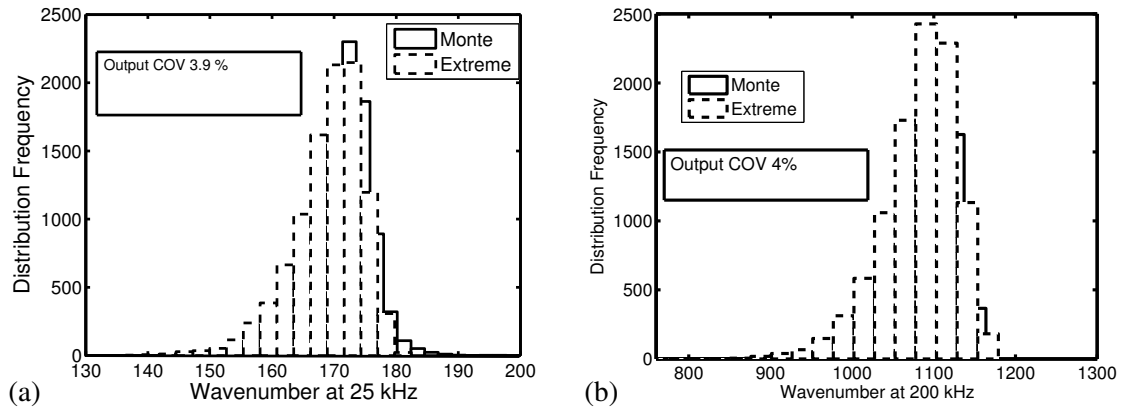 2500
2000
1500
1000
500
0
Distribution Frequency
Output COV 3.9 %
Monte
Extreme
130 140 150 160 170 180 190 200
Wavenumber at 25 kHz
(a)
2500
2000
1500
1000
500
0
Distribution Frequency
Monte
Extreme
Output COV 4%
800 900 1000 1100 1200 1300
Wavenumber at 200 kHz
(b)